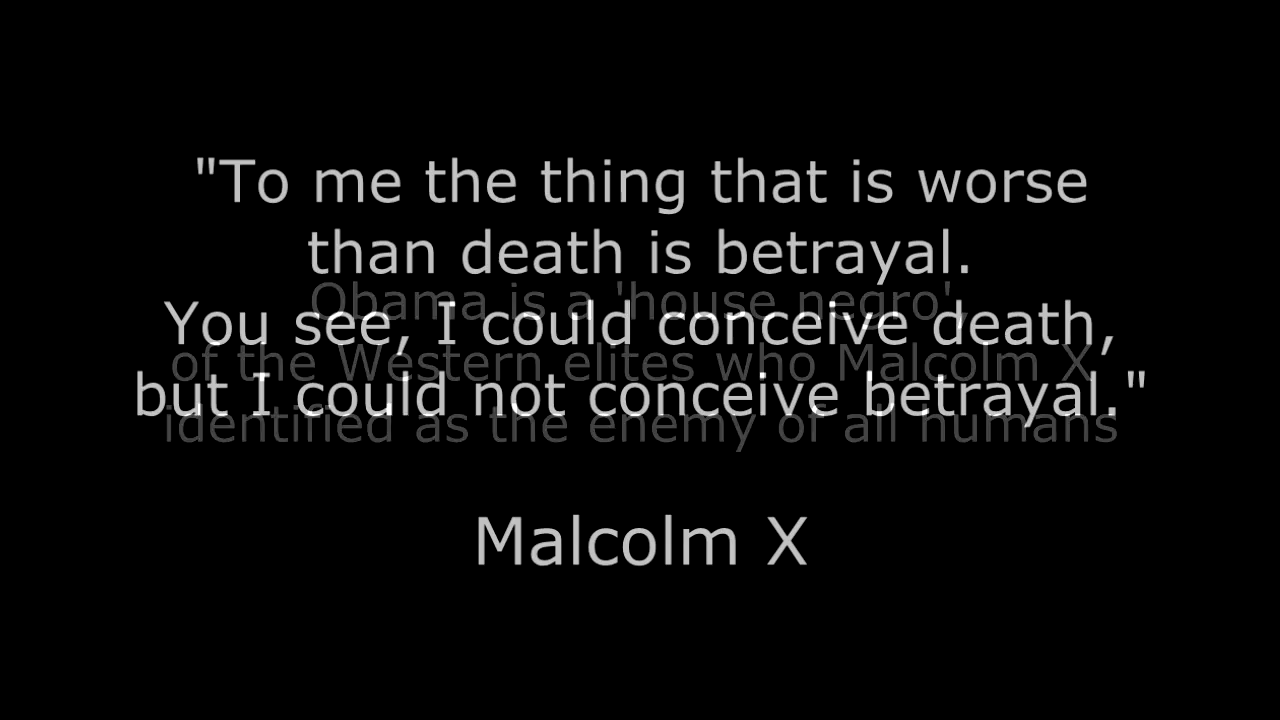 "To me the thing that is worse
than death is betrayal.
Obama is a 'house negro',
You see, I could conceive death,
of the Western elites who Malcolm X
but I could not conceive betrayal."
identified as the enemy of all humans
Malcolm X